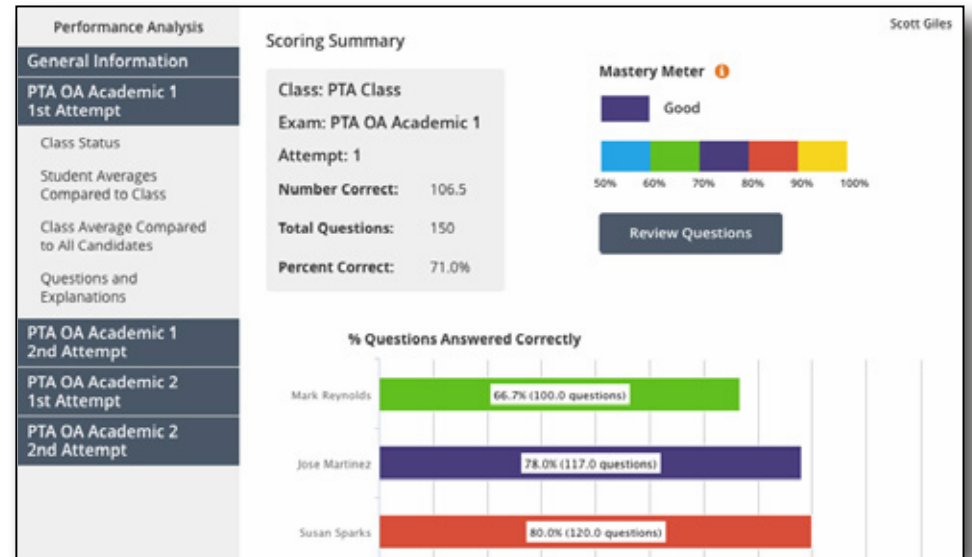 Performance Analysis
General Information
PTA OA Academic 1
1st Attempt
Class Status
Student Averages
Compared to Class
Class Average Compared
to All Candidates
Questions and
Explanations
PTA OA Academic 1
2nd Attempt
PTA OA Academic 2
1st Attempt
PTA OA Academic 2
2nd Attempt
Scott Giles
Scoring Summary
Class: PTA Class
Exam: PTA OA Academic 1
Attempt: 1
Number Correct: 106.5
Total Questions: 150
Percent Correct: 71.0%
Mastery Meter
Good
50% 60% 70% 80% 90% 100%
Review Questions
% Questions Answered Correctly
Mark Reynolds 66.7% (100.0 questions)
Jose Martinez 78.0% (117.0 questions)
Susan Sparks 80.0% (120.0 questions)